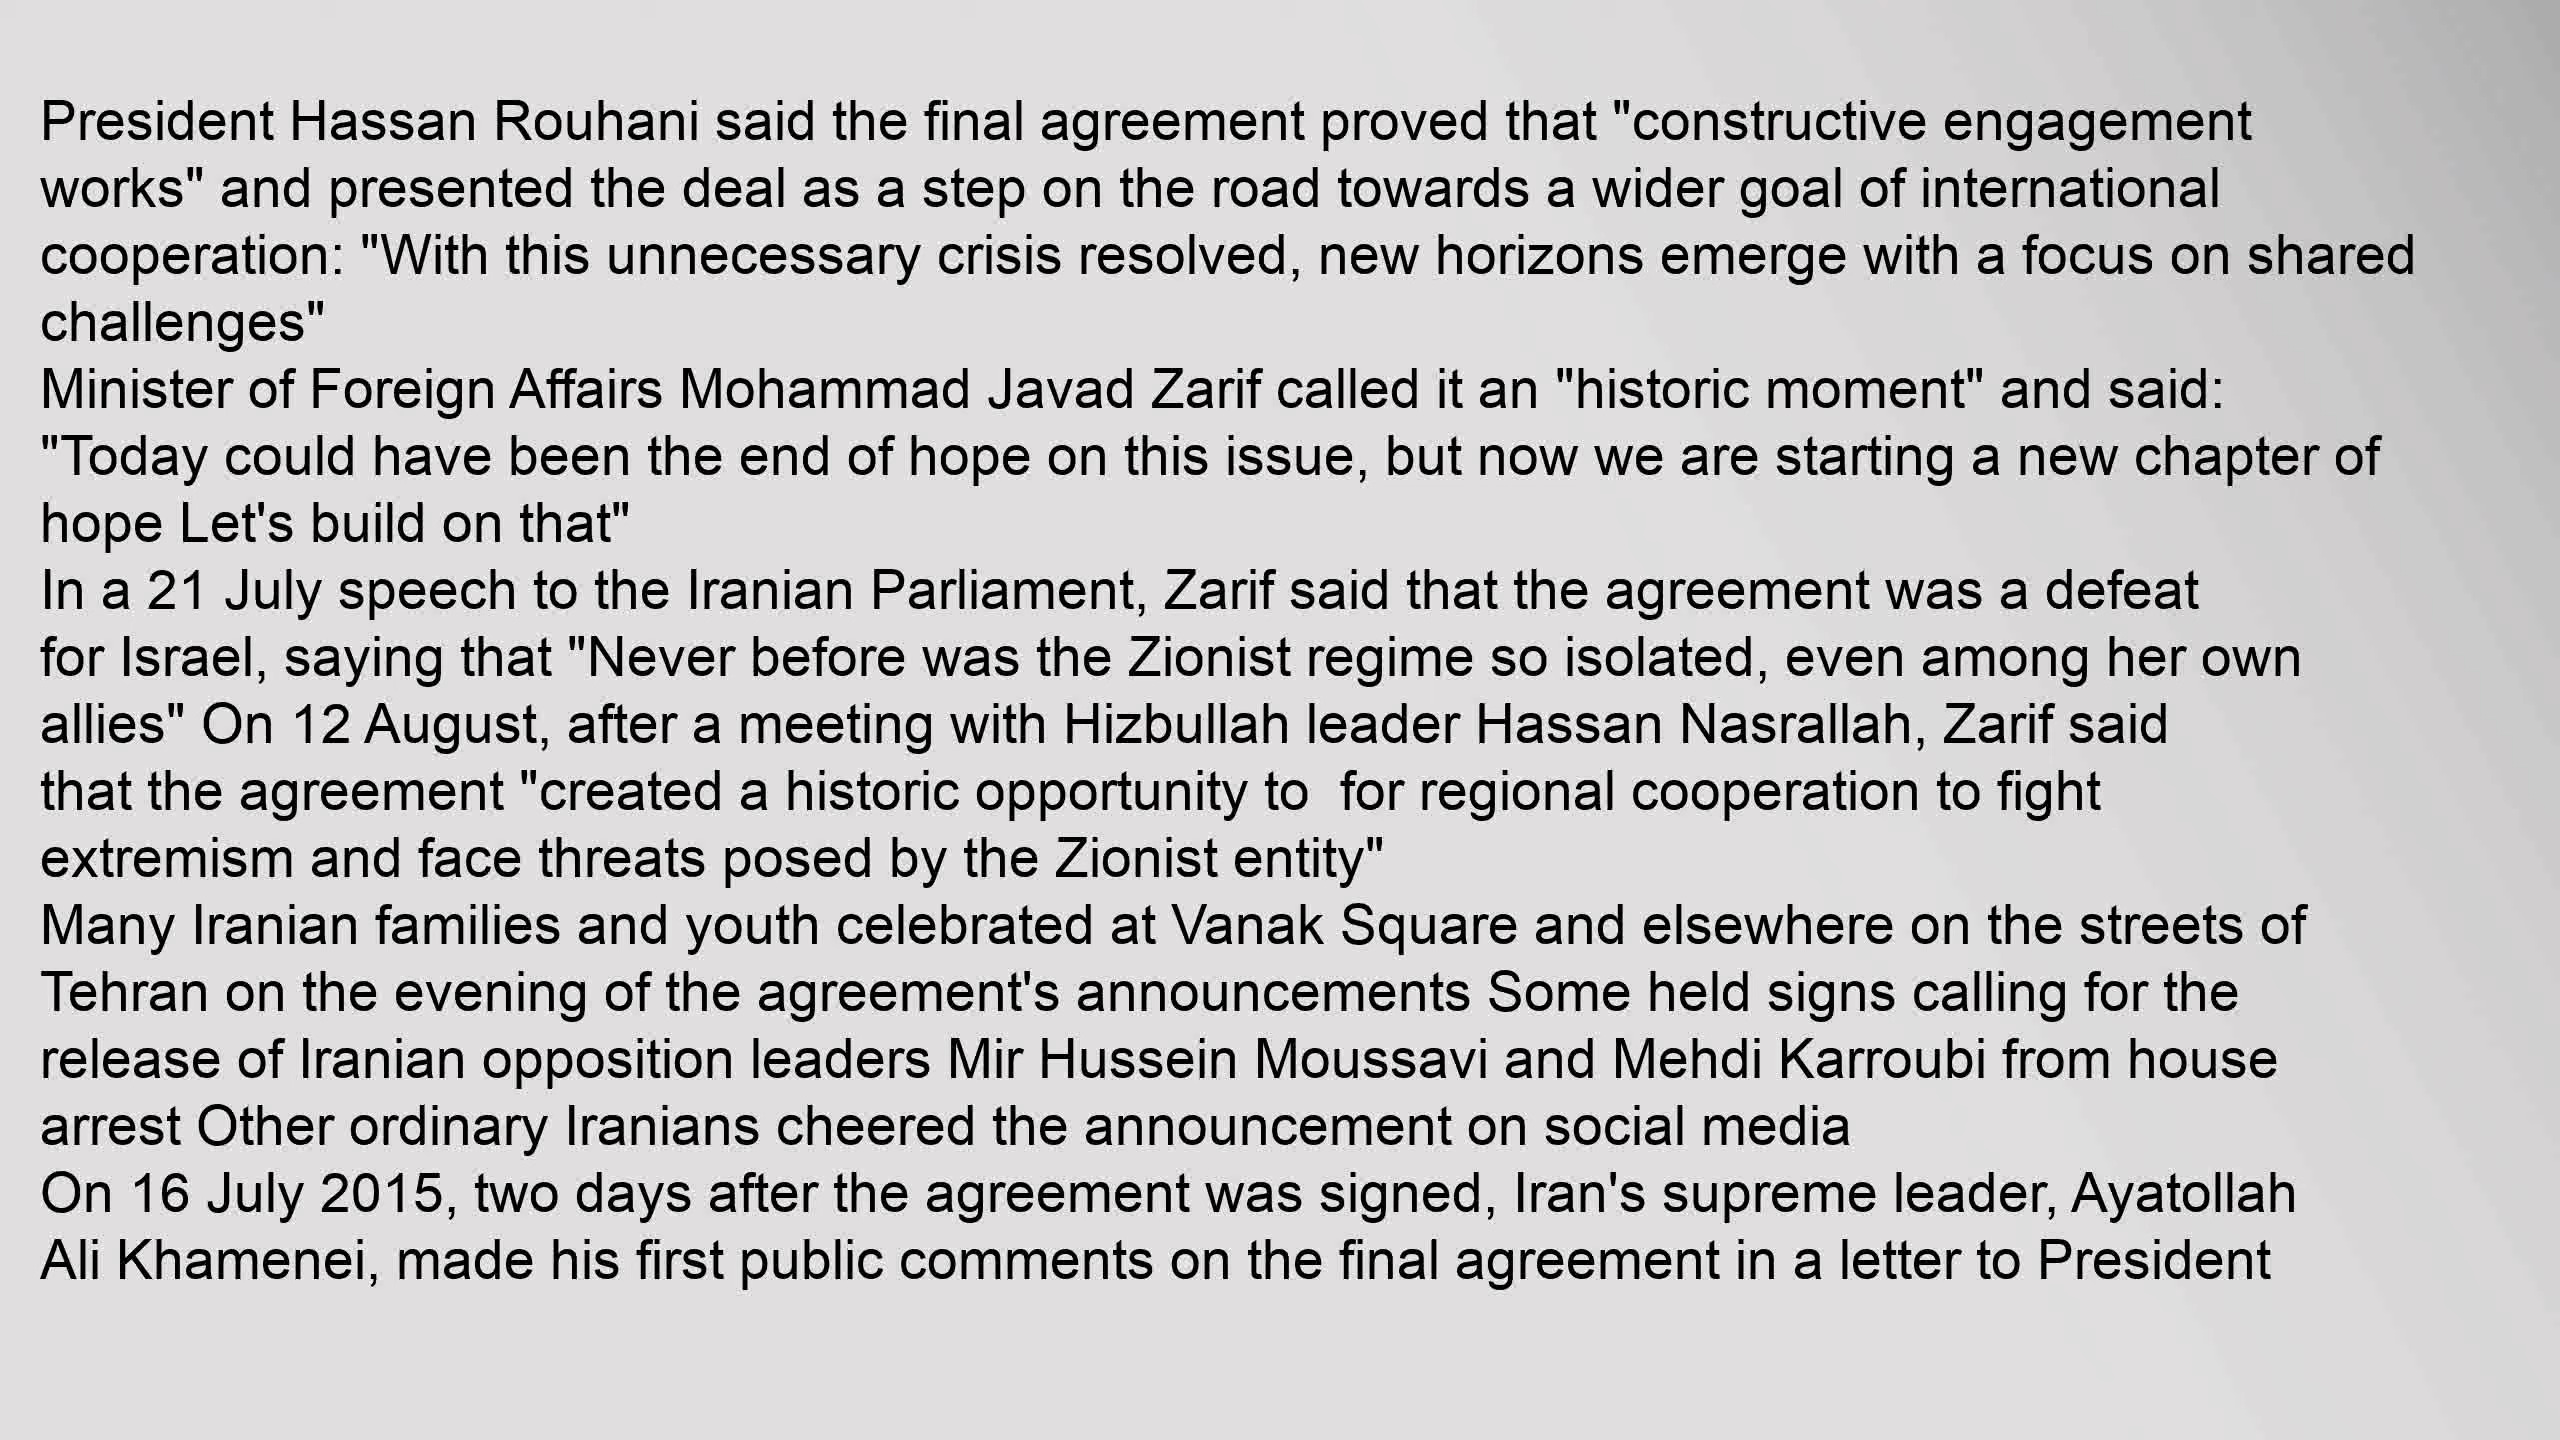 President Hassan Rouhani said the final agreement proved that "constructive engagement
works" and presented the deal as a step on the road towards a wider goal of international
cooperation: "With this unnecessary crisis resolved, new horizons emerge with a focus on shared
challenges"
Minister of Foreign Affairs Mohammad Javad Zarif called it an "historic moment" and said:
"Today could have been the end of hope on this issue, but now we are starting a new chapter of
hope Let's build on that"
In a 21 July speech to the Iranian Parliament, Zarif said that the agreement was a defeat
for Israel, saying that "Never before was the Zionist regime so isolated, even among her own
allies" On 12 August, after a meeting with Hizbullah leader Hassan Nasrallah, Zarif said
that the agreement "created a historic opportunity to  for regional cooperation to fight
extremism and face threats posed by the Zionist entity"
Many Iranian families and youth celebrated at Vanak Square and elsewhere on the streets of
Tehran on the evening of the agreement's announcements Some held signs calling for the
release of Iranian opposition leaders Mir Hussein Moussavi and Mehdi Karroubi from house
arrest Other ordinary Iranians cheered the announcement on social media
On 16 July 2015, two days after the agreement was signed, Iran's supreme leader, Ayatollah
Ali Khamenei, made his first public comments on the final agreement in a letter to President